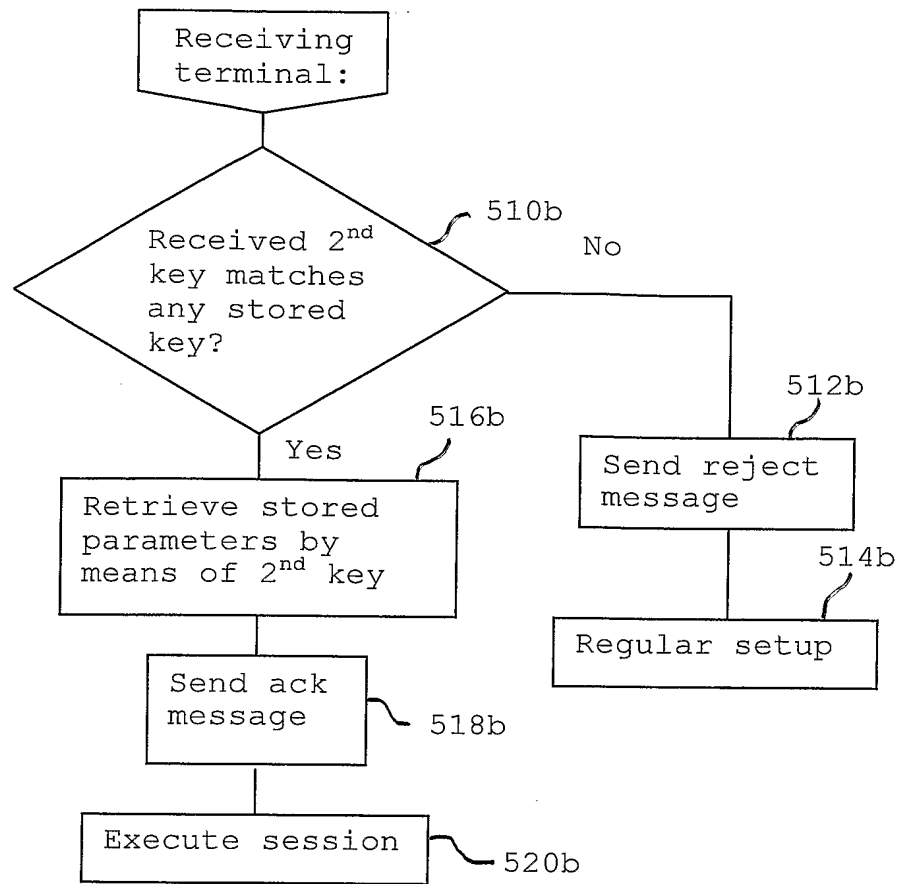 Receiving
terminal:
510b
Received 2nd
key matches
any stored
key?
No
Yes
516b
Retrieve stored
parameters by
means of 2nd key
512b
Send reject
message
514b
Regular setup
Send ack
message
518b
Execute session
520b